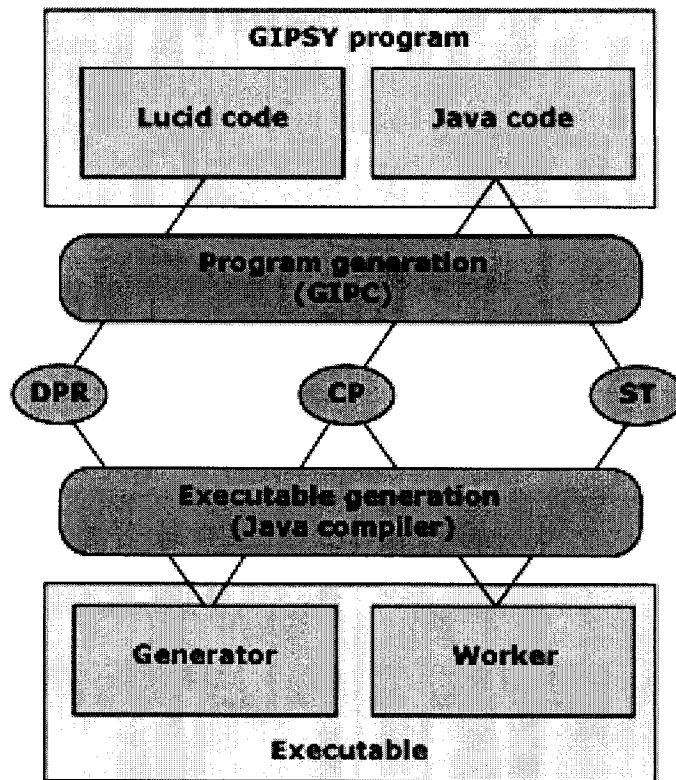 GIPSY program
Lucid code
Java code
Program generation
(GIPC)
DPR
CP
ST
Executable generation
(Java compiler)
Generator
Worker
Executable